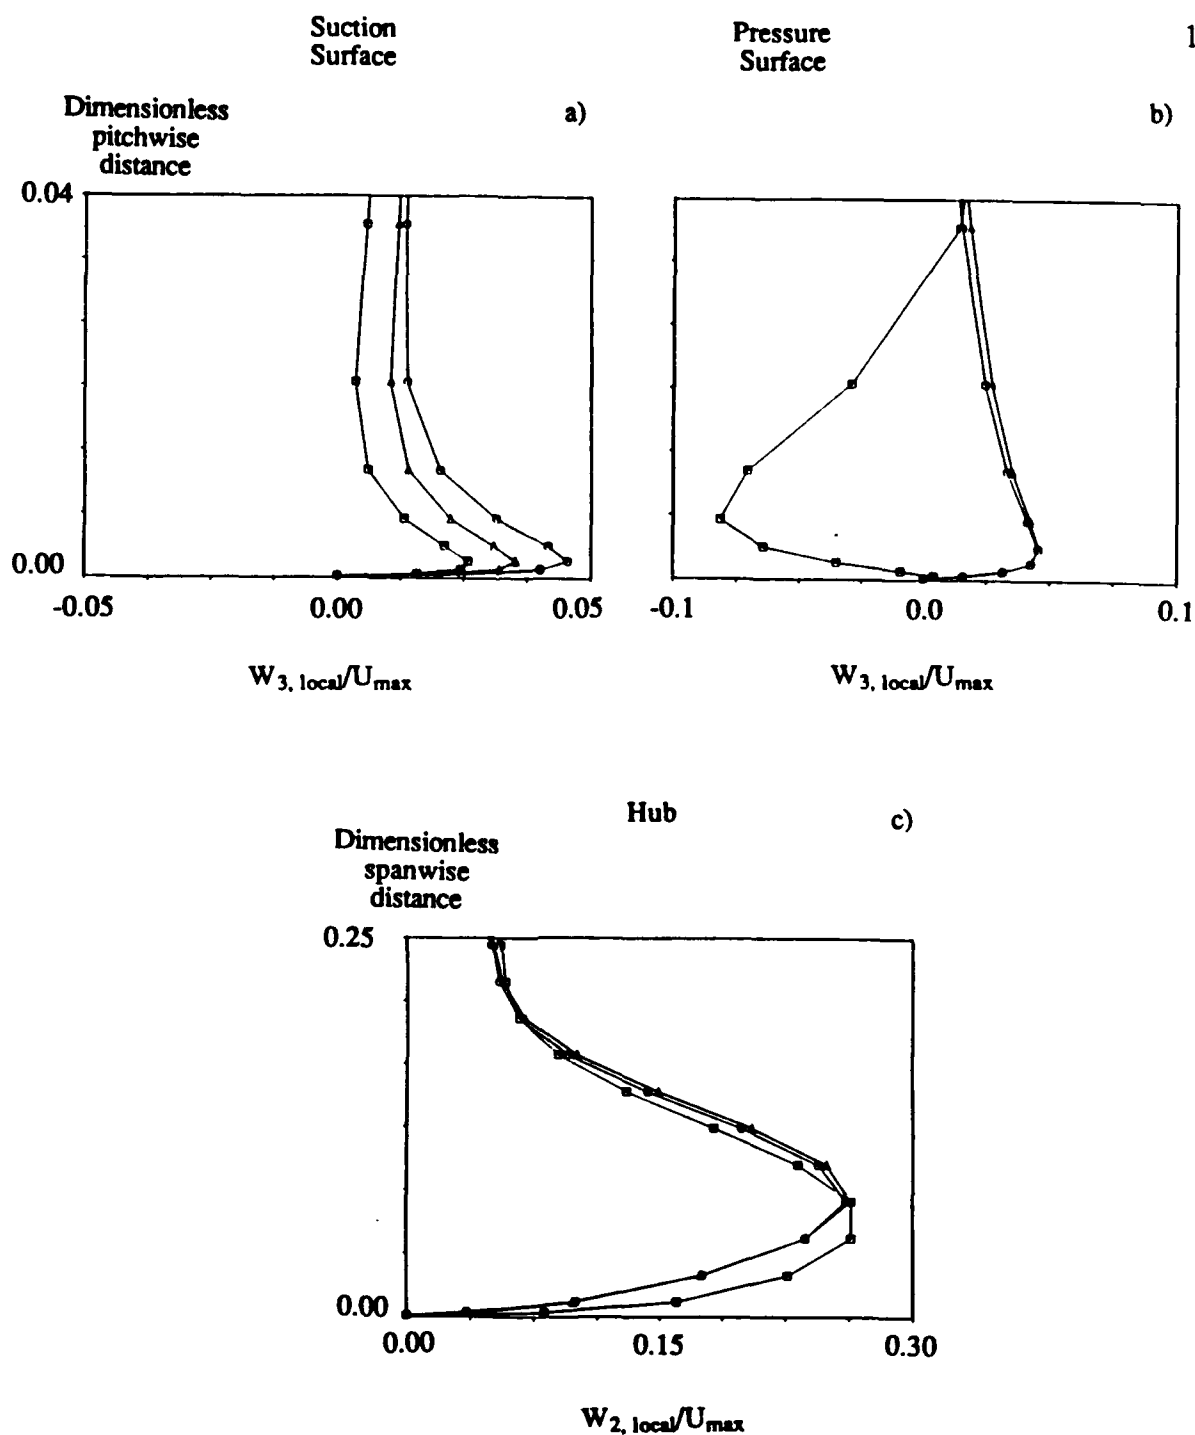 Suction
Surface
Pressure
Surface
1
Dimensionless
pitchwise
distance
a)
b)
0.04
0.00
-0.05
0.00
0.05
-0.1
0.0
0.1
W3, local/Umax
W3, local/Umax
Hub
c)
Dimensionless
spanwise
distance
0.25
0.00
0.00
0.15
0.30
W2, local/Umax